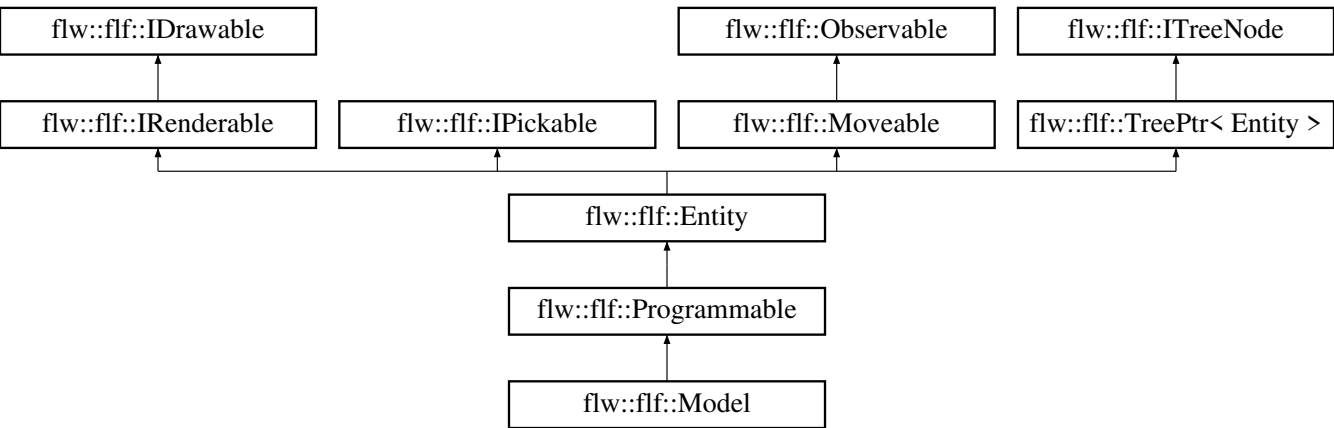 flw::flf::IDrawable
flw::flf::Observable
flw::flf::ITreeNode
flw::flf::IRenderable
flw::flf::IPickable
flw::flf::Moveable
flw::flf::TreePtr< Entity >
flw::flf::Entity
flw::flf::Programmable
flw::flf::Model